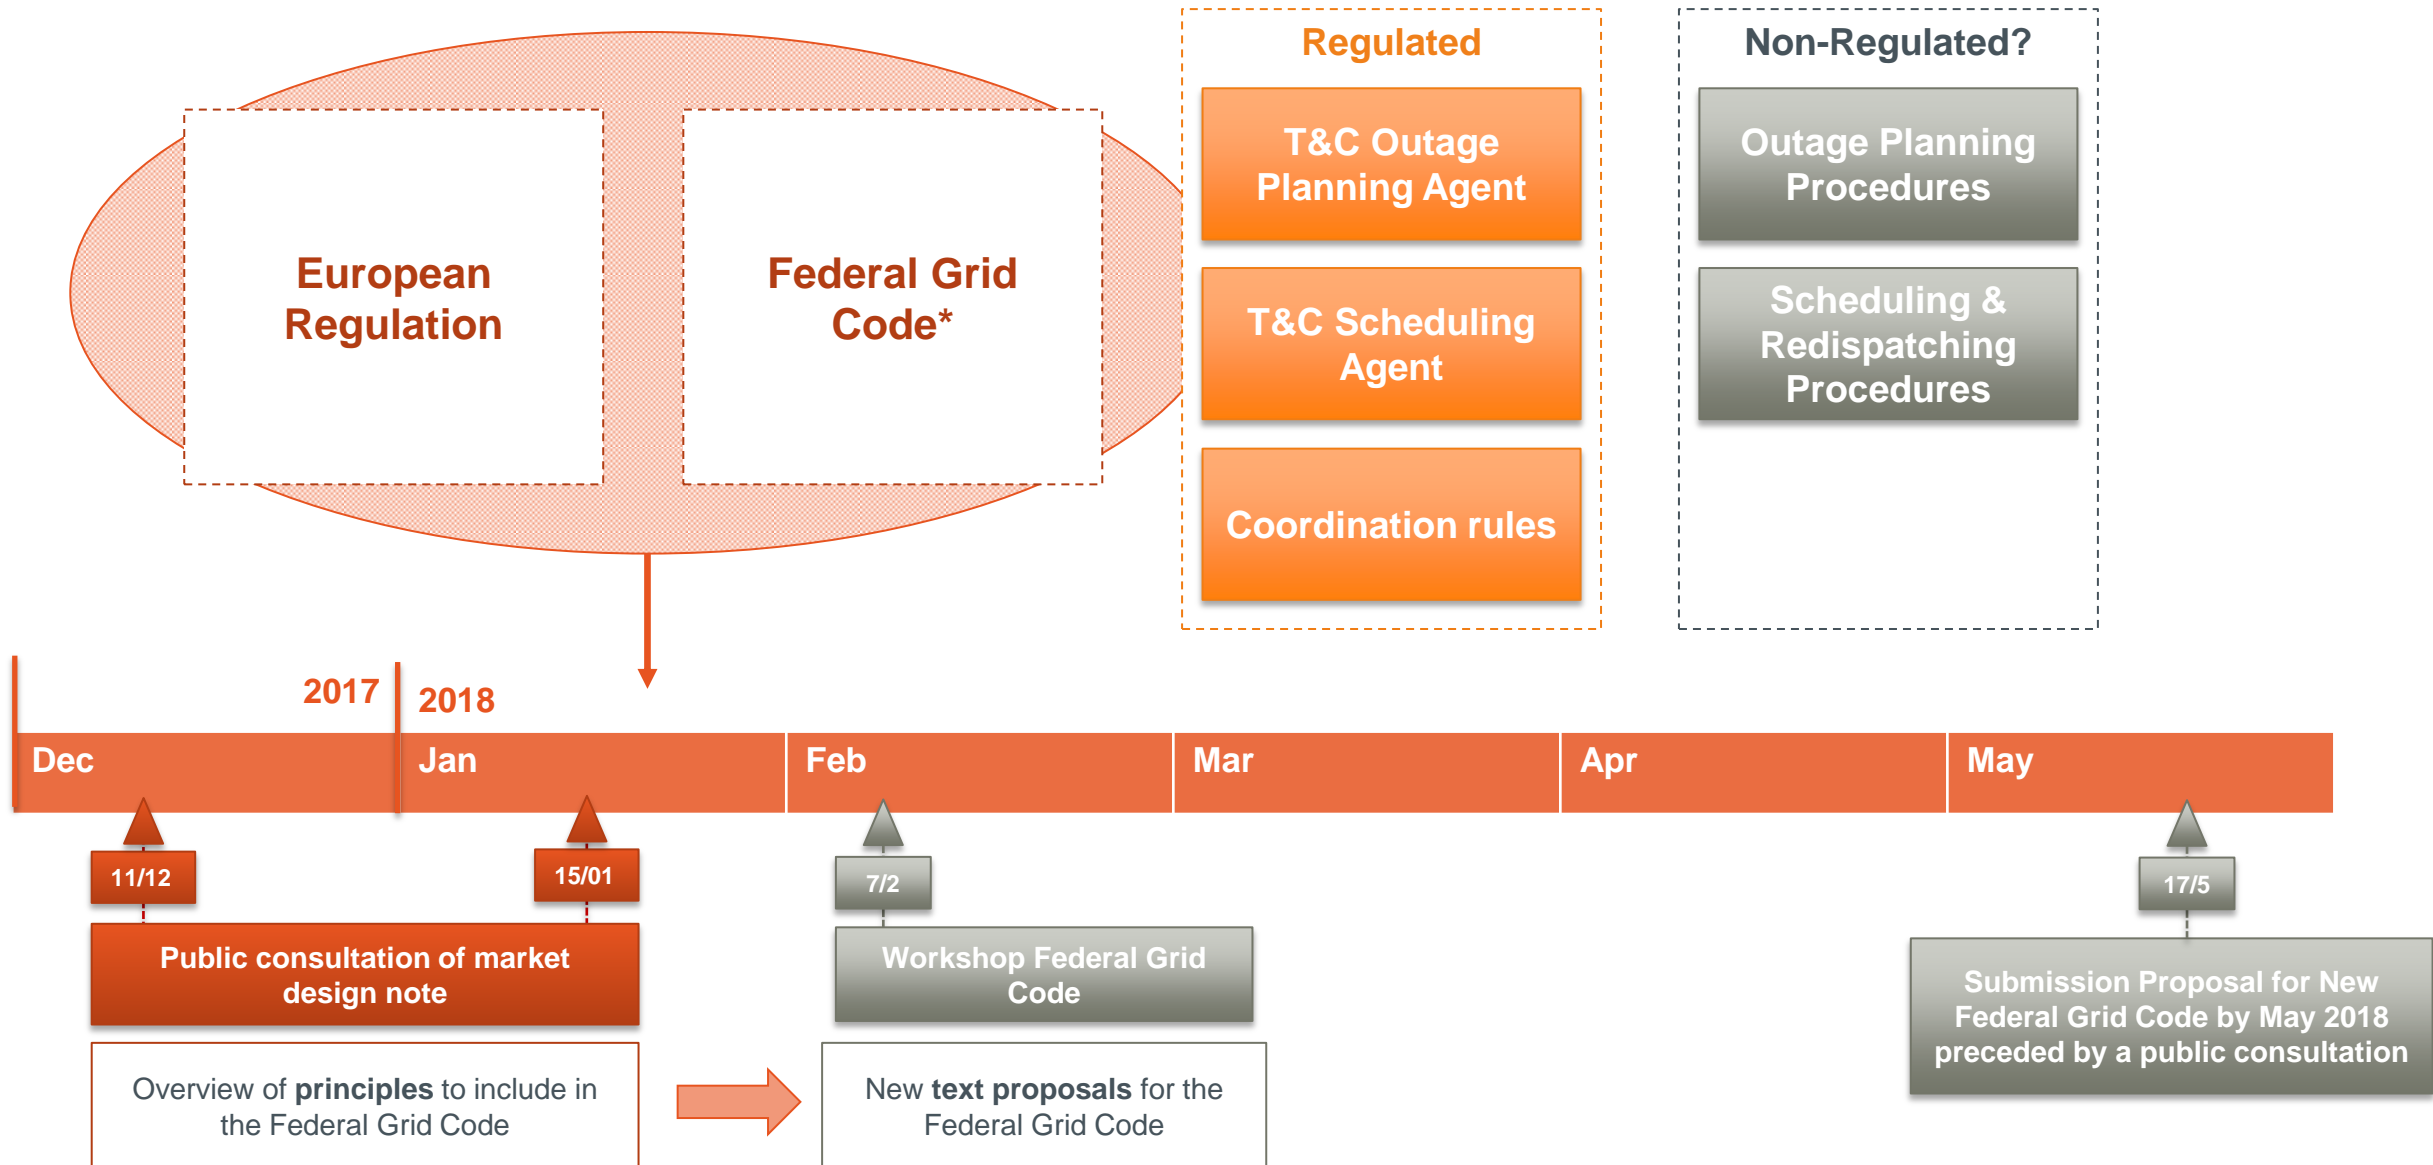 Regulated
Non-Regulated?
European
Regulation
Federal Grid
Code*
T&C Outage
Planning Agent
T&C Scheduling
Agent
Coordination rules
Outage Planning
Procedures
Scheduling &
Redispatching
Procedures
2017
2018
Dec
Jan
Feb
Mar
Apr
May
11/12
15/01
7/2
17/5
Public consultation of market
design note
Workshop Federal Grid
Code
Submission Proposal for New
Federal Grid Code by May 2018
preceded by a public consultation
Overview of principles to include in
the Federal Grid Code
New text proposals for the
Federal Grid Code